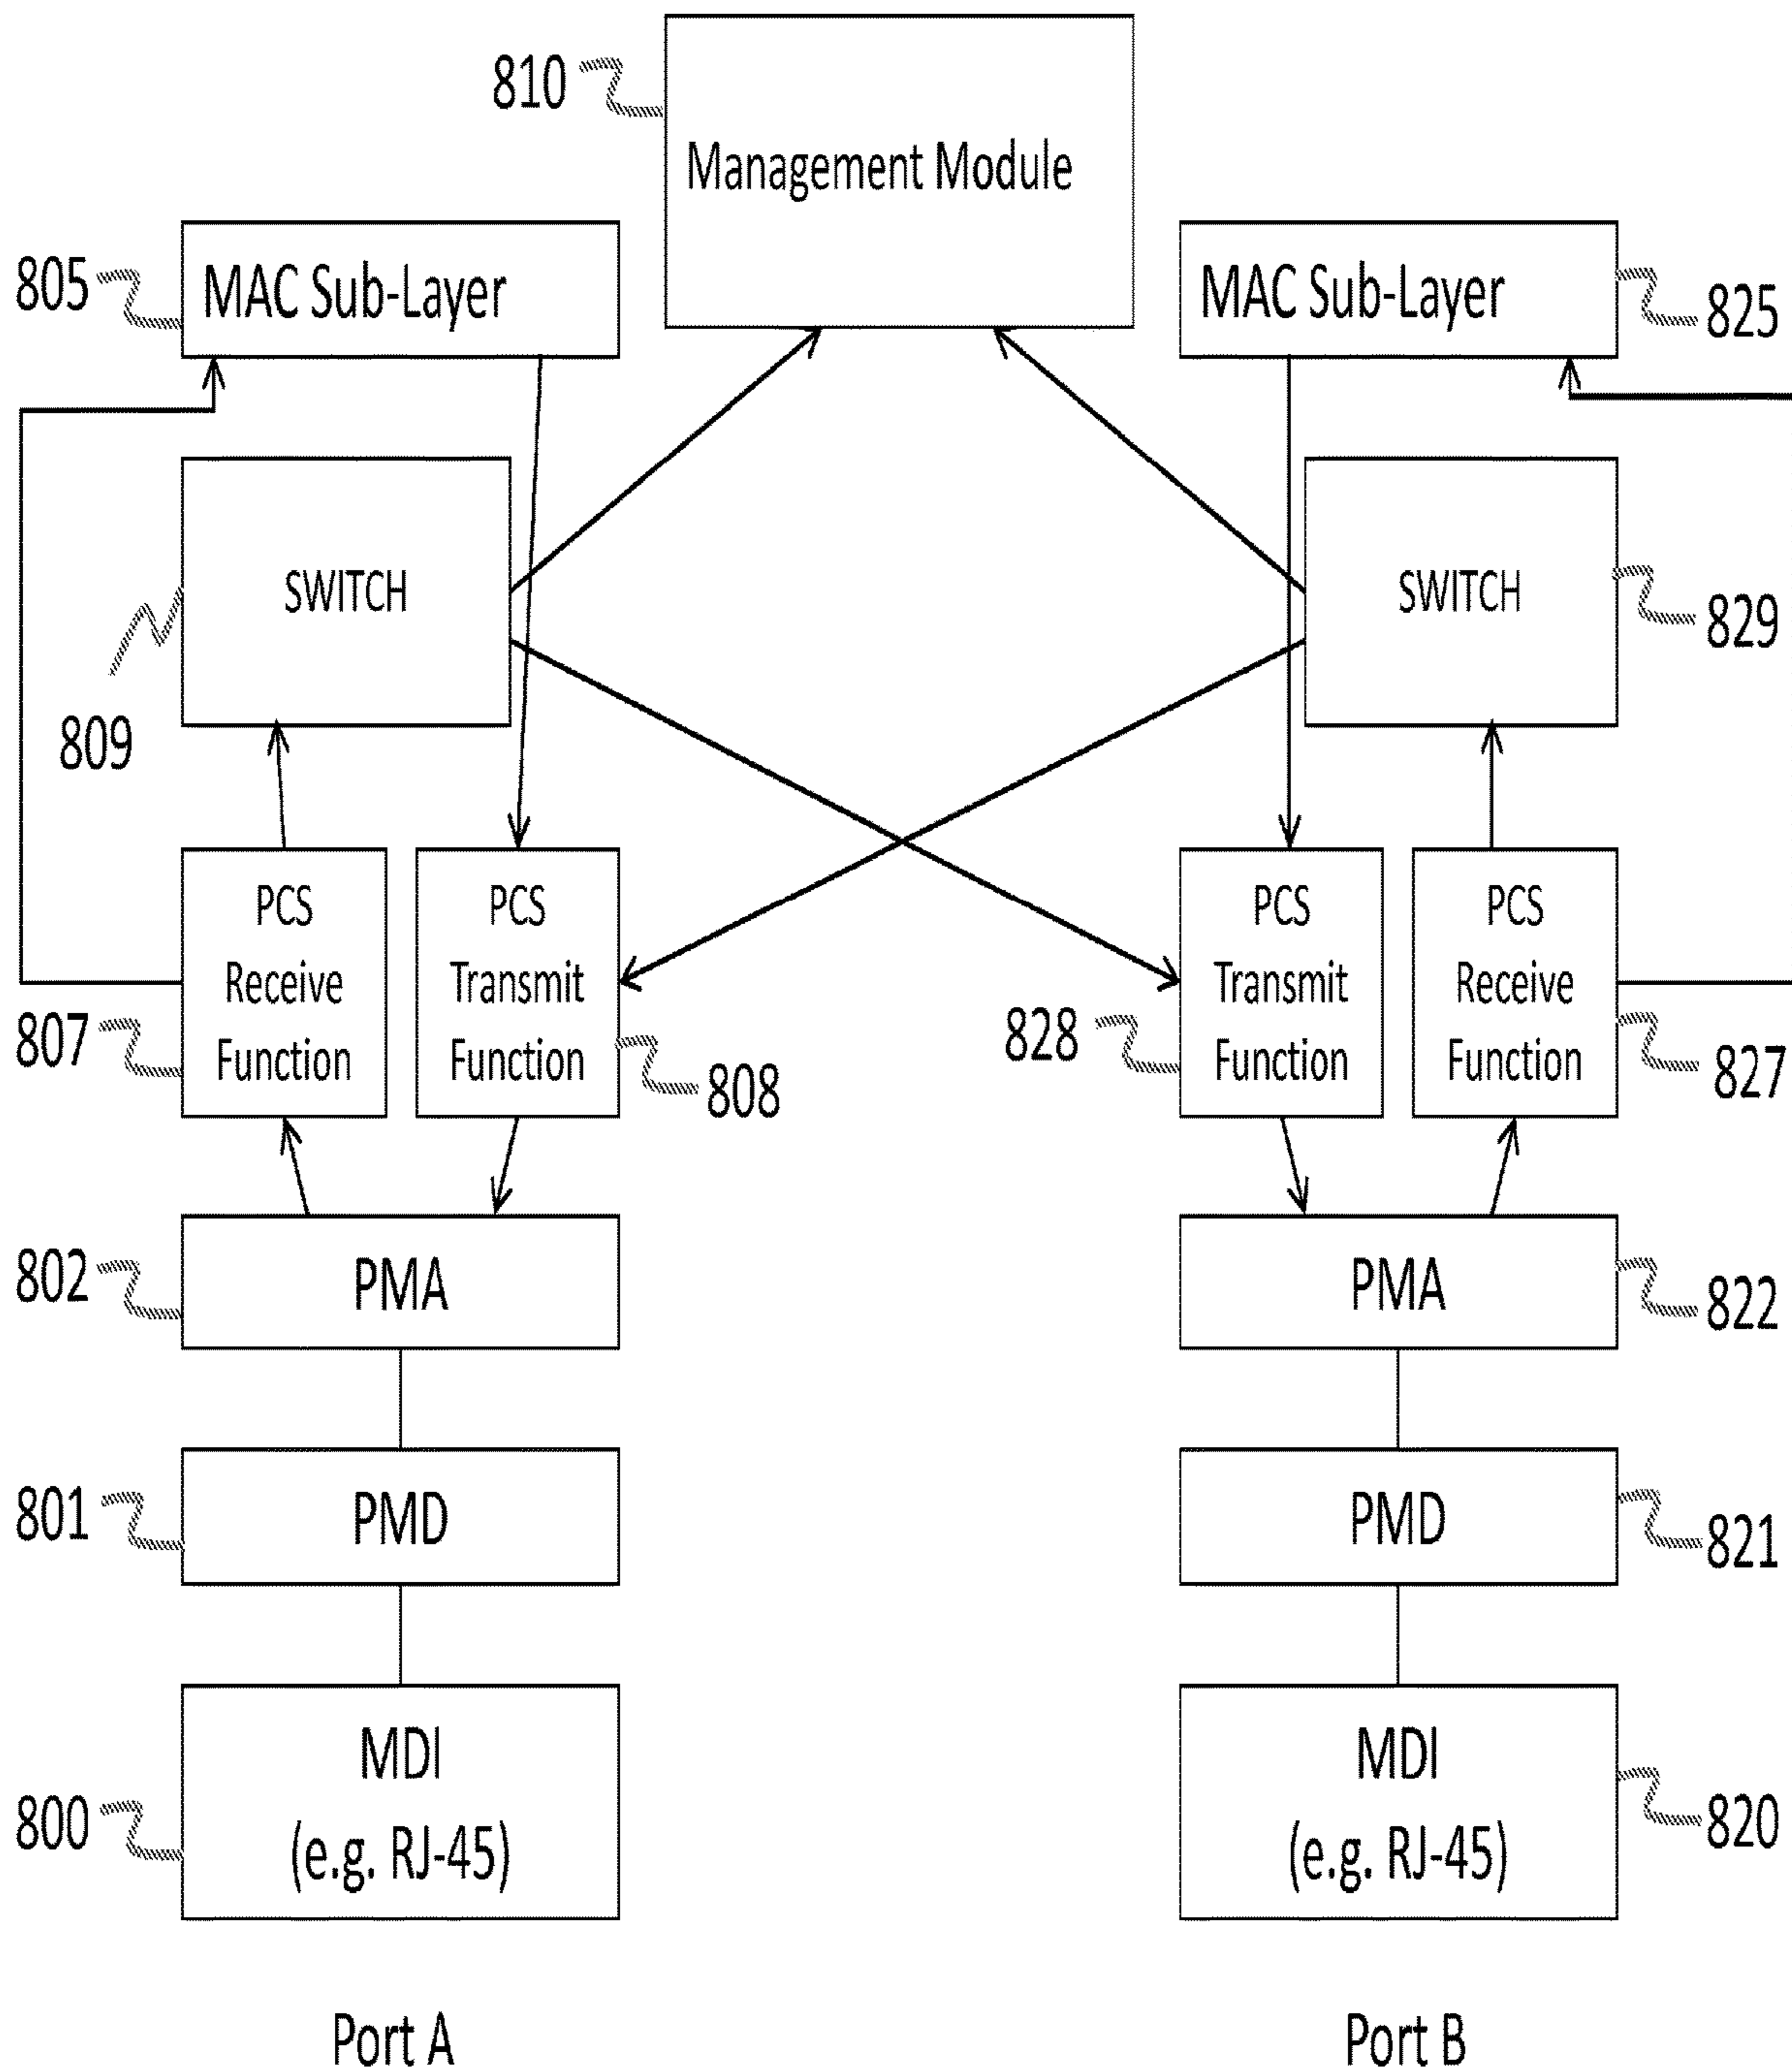 810
Management Module
805
MAC Sub-Layer
MAC Sub-Layer
825
SWITCH
SWITCH
829
809
PCS
Receive
Function
PCS
Transmit
Function
PCS
Transmit
Function
PCS
Receive
Function
807
808
828
827
802
PMA
PMA
822
801
PMD
PMD
821
800
MDI
(e.g. RJ-45)
MDI
(e.g. RJ-45)
820
Port A
Port B